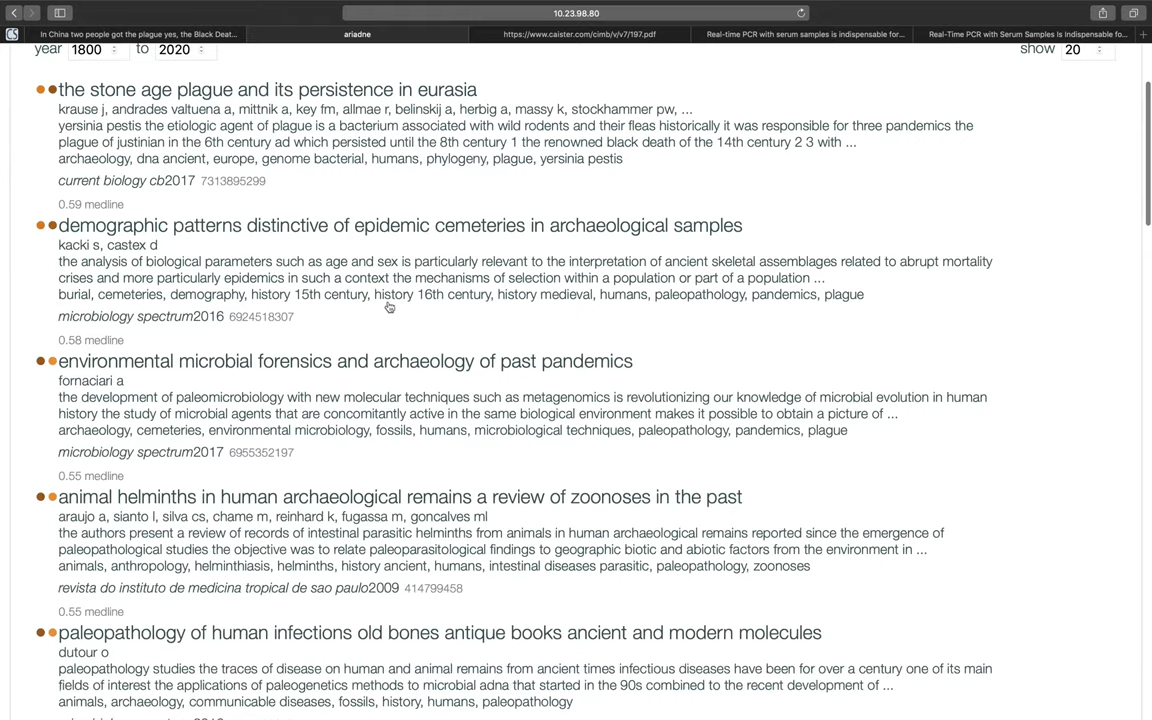 10.23.98.80
In China two people got the plague yes, the Black Deat...
ariadne
https://www.caister.com/cimb/v/v7/197.pdf
Real-time PCR with serum samples is indispensable for...
Real-Time PCR with Serum Samples Is Indispensable fo...
year 1800 to 2020 show 20
the stone age plague and its persistence in eurasia
krause j, andrades valtuena a, mittnik a, key fm, allmae r, belinskij a, herbig a, massy k, stockhammer pw, ...
yersinia pestis the etiologic agent of plague is a bacterium associated with wild rodents and their fleas historically it was responsible for three pandemics the
plague of justinian in the 6th century ad which persisted until the 8th century 1 the renowned black death of the 14th century 2 3 with ...
archaeology, dna ancient, europe, genome bacterial, humans, phylogeny, plague, yersinia pestis
current biology cb2017 7313895299
0.59 medline
demographic patterns distinctive of epidemic cemeteries in archaeological samples
kacki s, castex d
the analysis of biological parameters such as age and sex is particularly relevant to the interpretation of ancient skeletal assemblages related to abrupt mortality
crises and more particularly epidemics in such a context the mechanisms of selection within a population or part of a population ...
burial, cemeteries, demography, history 15th century, history 16th century, history medieval, humans, paleopathology, pandemics, plague
microbiology spectrum2016 6924518307
0.58 medline
environmental microbial forensics and archaeology of past pandemics
fornaciari a
the development of paleomicrobiology with new molecular techniques such as metagenomics is revolutionizing our knowledge of microbial evolution in human
history the study of microbial agents that are concomitantly active in the same biological environment makes it possible to obtain a picture of ...
archaeology, cemeteries, environmental microbiology, fossils, humans, microbiological techniques, paleopathology, pandemics, plague
microbiology spectrum2017 6955352197
0.55 medline
animal helminths in human archaeological remains a review of zoonoses in the past
araujo a, sianto l, silva cs, chame m, reinhard k, fugassa m, goncalves ml
the authors present a review of records of intestinal parasitic helminths from animals in human archaeological remains reported since the emergence of
paleopathological studies the objective was to relate paleoparasitological findings to geographic biotic and abiotic factors from the environment in ...
animals, anthropology, helminthiasis, helminths, history ancient, humans, intestinal diseases parasitic, paleopathology, zoonoses
revista do instituto de medicina tropical de sao paulo2009 414799458
0.55 medline
paleopathology of human infections old bones antique books ancient and modern molecules
dutour o
paleopathology studies the traces of disease on human and animal remains from ancient times infectious diseases have been for over a century one of its main
fields of interest the applications of paleogenetics methods to microbial adna that started in the 90s combined to the recent development of ...
animals, archaeology, communicable diseases, fossils, history, humans, paleopathology